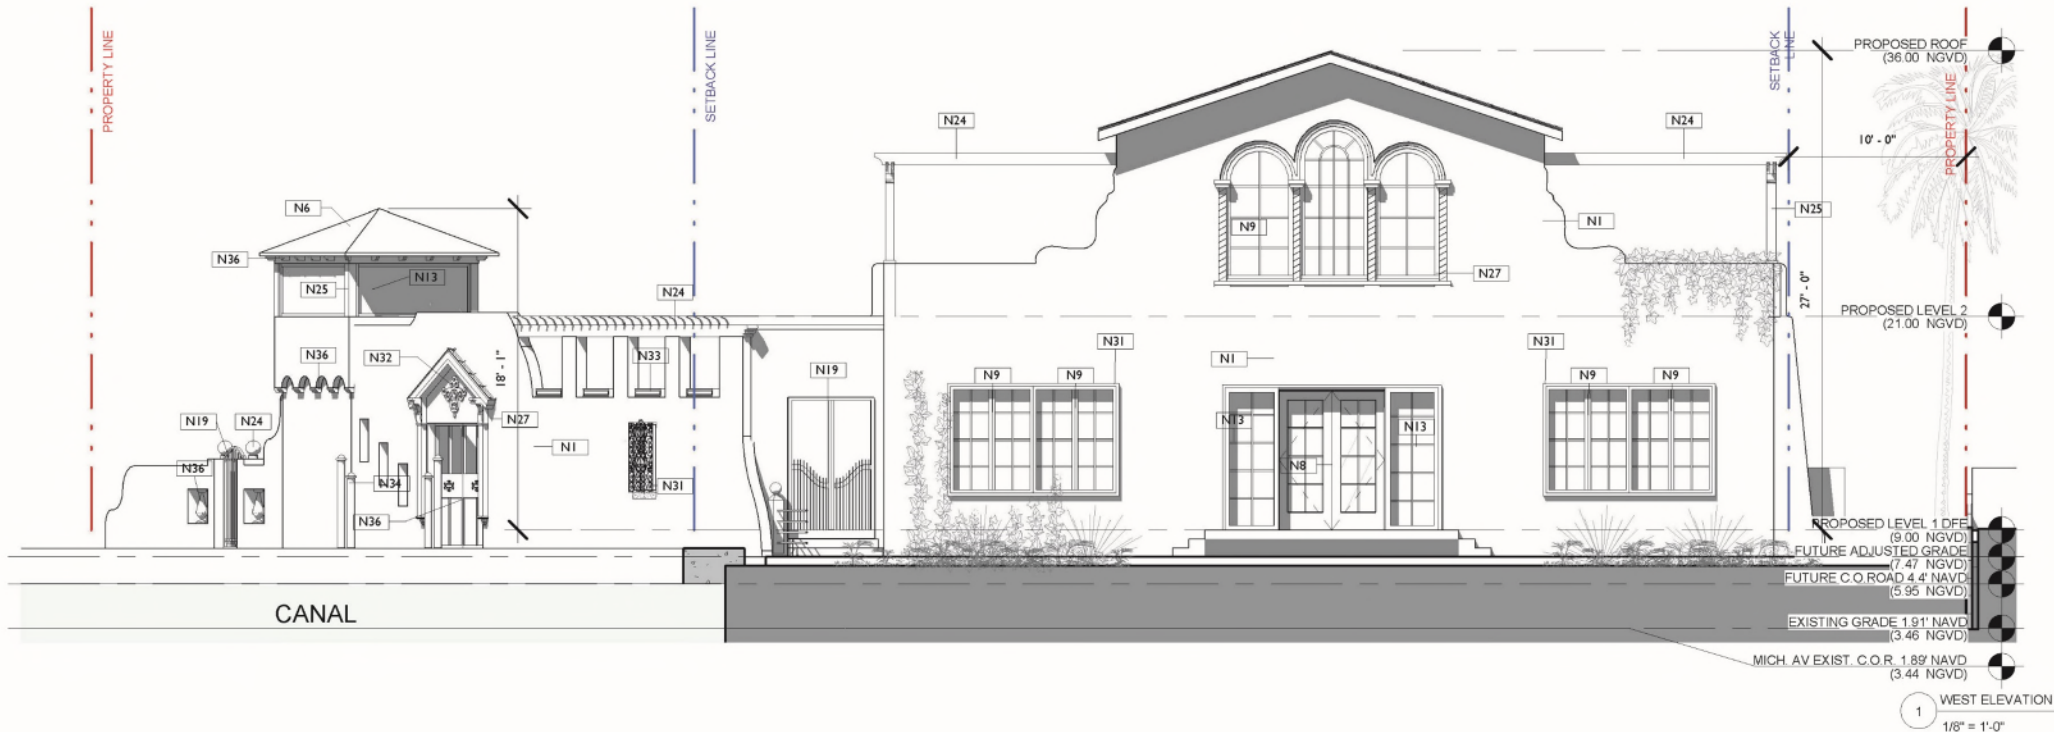 PROPERTY LINE
SETBACK LINE
SETBACK LINE
PROPERTY LINE
PROPOSED ROOF
(36.00 NGVD)
N24
N24
10' - 0"
N6
N36
N13
N25
N24
N9
N1
N25
N27
27' - 0"
PROPOSED LEVEL 2
(21.00 NGVD)
N36
N32
18' - 1"
N33
N19
N31
N1
N31
N9
N9
N9
N9
N19
N24
N27
N1
N13
N13
N36
N34
N31
N8
N36
PROPOSED LEVEL 1 DFE
(9.00 NGVD)
FUTURE ADJUSTED GRADE
(7.47 NGVD)
FUTURE C.O.ROAD 4.4' NAVD
(5.95 NGVD)
CANAL
EXISTING GRADE 1.91' NAVD
(3.46 NGVD)
MICH. AV EXIST. C.O.R. 1.89' NAVD
(3.44 NGVD)
1
WEST ELEVATION
1/8" = 1'-0"